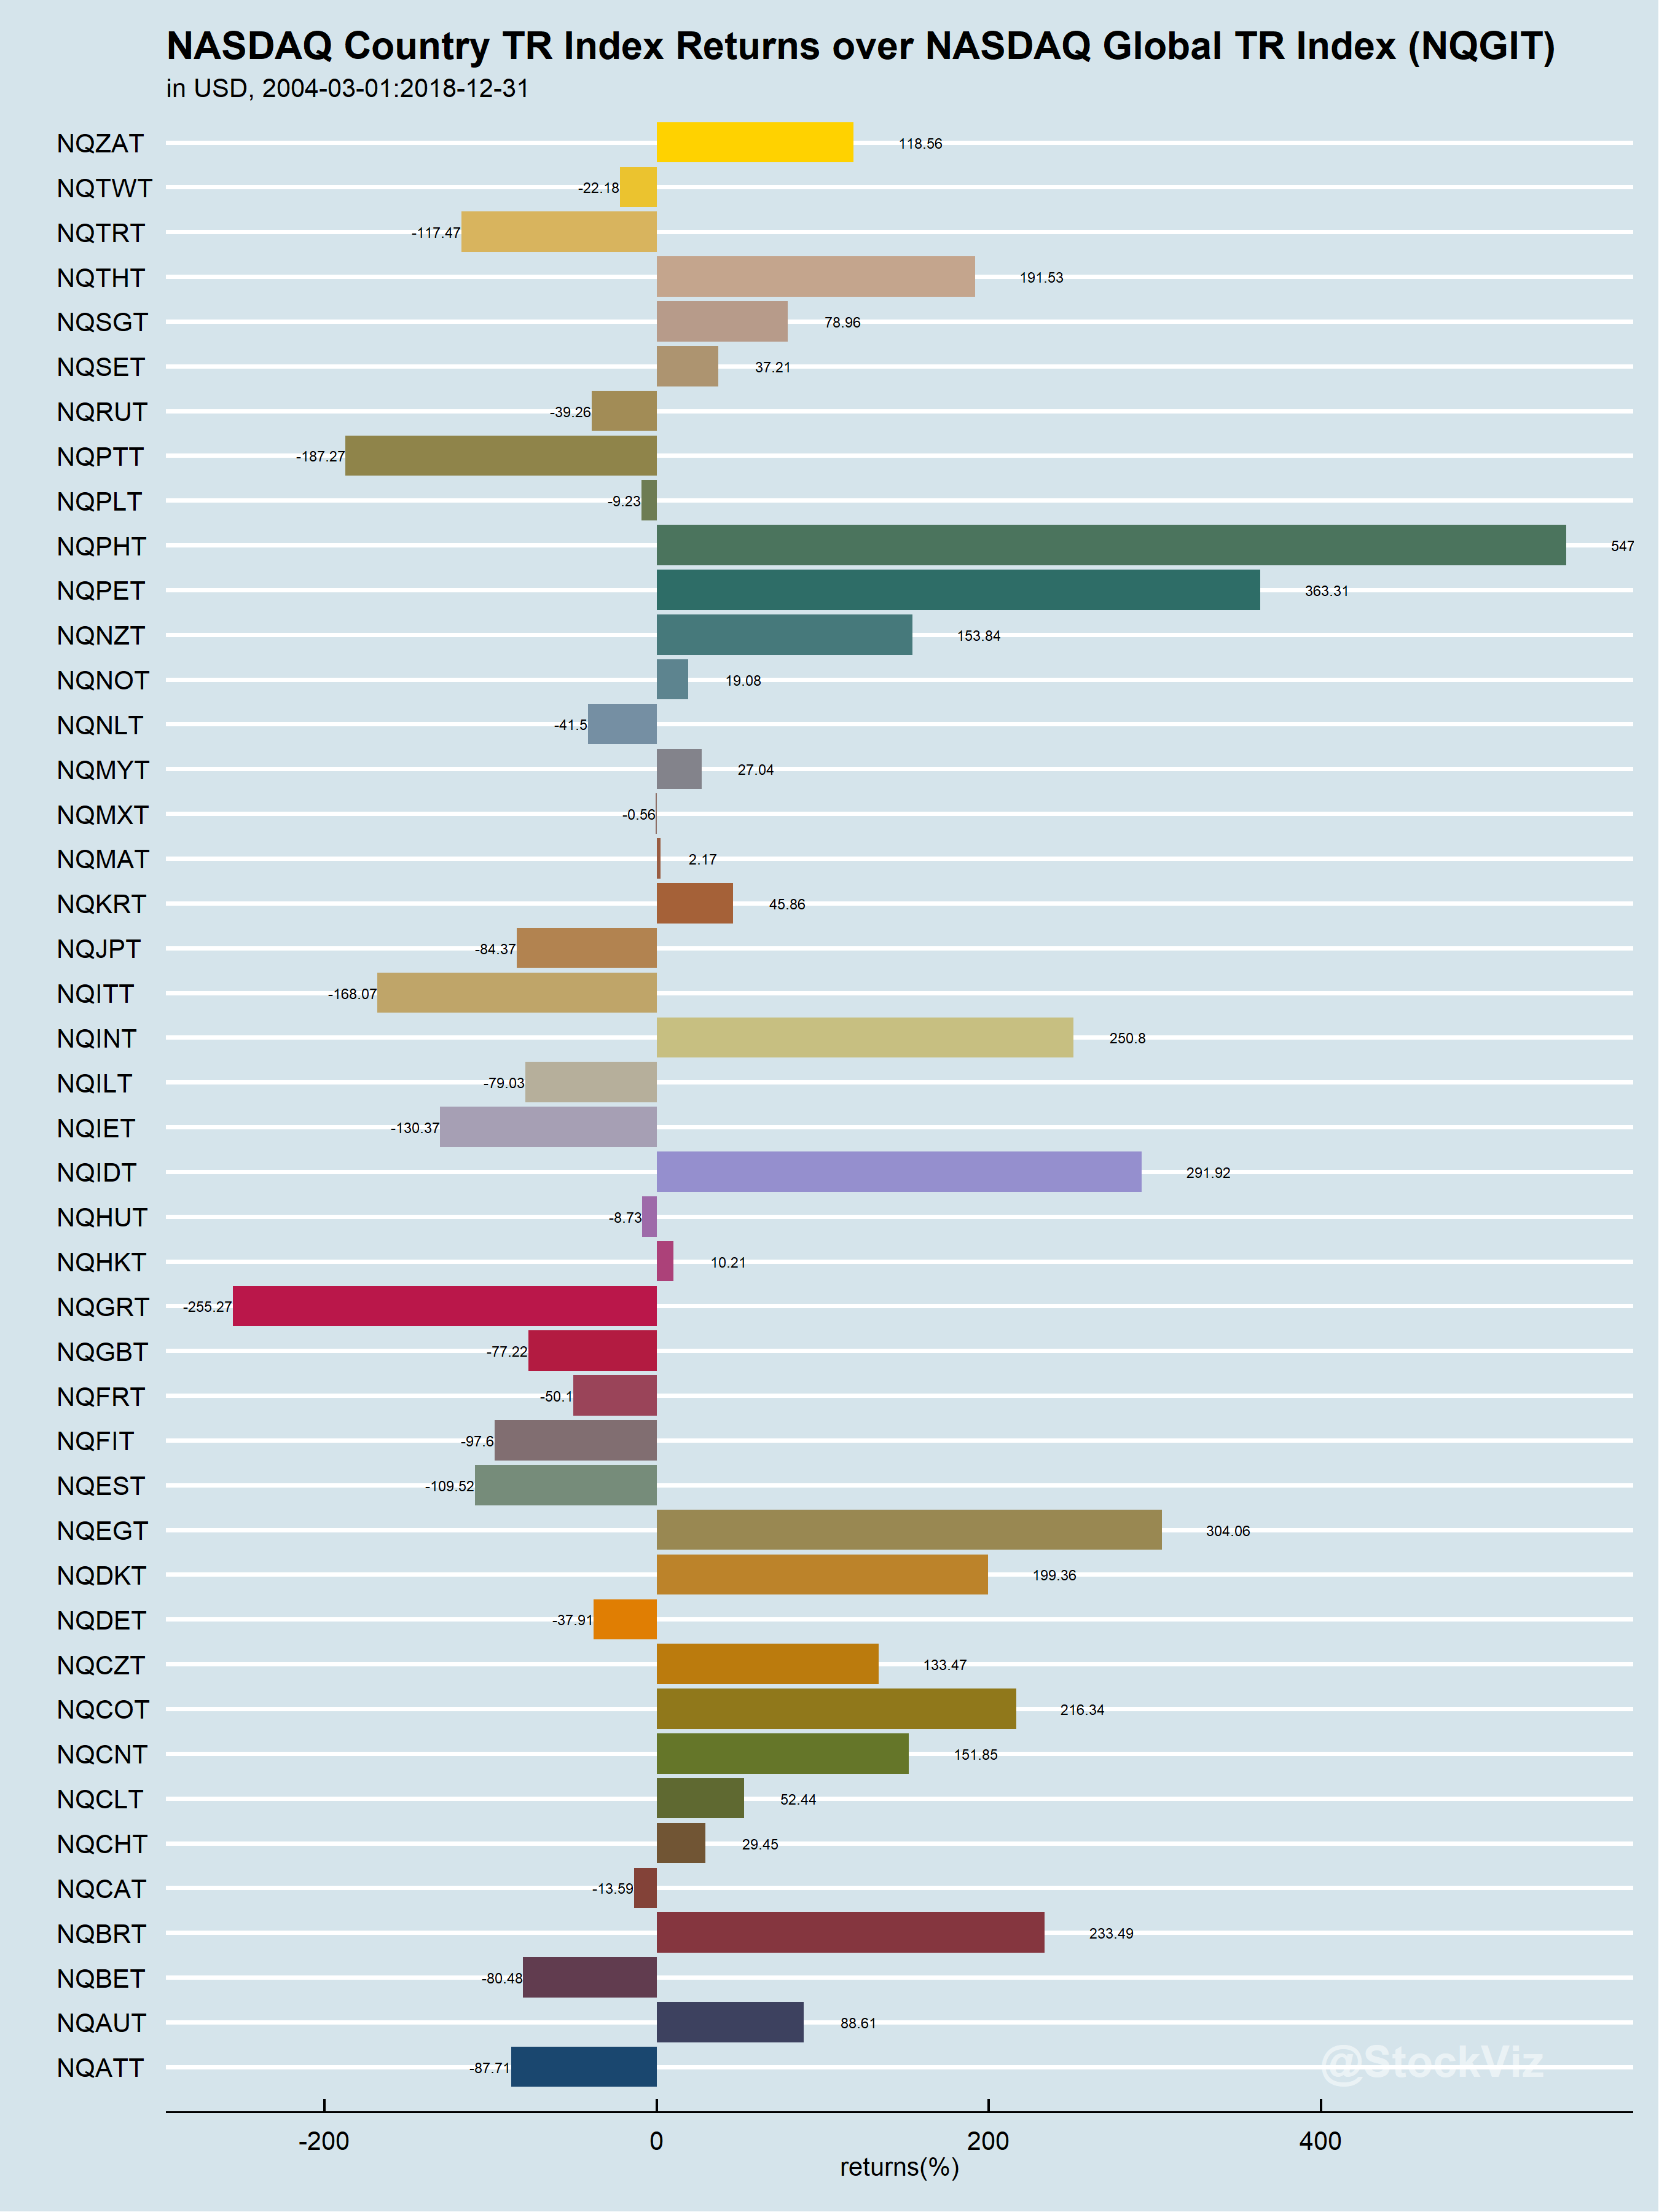 NASDAQ Country TR Index Returns over NASDAQ Global TR Index (NQGIT)
in USD, 2004-03-01:2018-12-31
NQZAT 118.56
NQTWT -22.18
NQTRT -117.47
NQTHT 191.53
NQSGT 78.96
NQSET 37.21
NQRUT -39.26
NQPTT -187.27
NQPLT -9.23
NQPHT 547
NQPET 363.31
NQNZT 153.84
NQNOT 19.08
NQNLT -41.5
NQMYT 27.04
NQMXT -0.56
NQMAT 2.17
NQKRT 45.86
NQJPT -84.37
NQITT -168.07
NQINT 250.8
NQILT -79.03
NQIET -130.37
NQIDT 291.92
NQHUT -8.73
NQHKT 10.21
NQGRT -255.27
NQGBT -77.22
NQFRT -50.1
NQFIT -97.6
NQEST -109.52
NQEGT 304.06
NQDKT 199.36
NQDET -37.91
NQCZT 133.47
NQCOT 216.34
NQCNT 151.85
NQCLT 52.44
NQCHT 29.45
NQCAT -13.59
NQBRT 233.49
NQBET -80.48
NQAUT 88.61
NQATT -87.71
@StockViz
-200 0 200 400
returns(%)